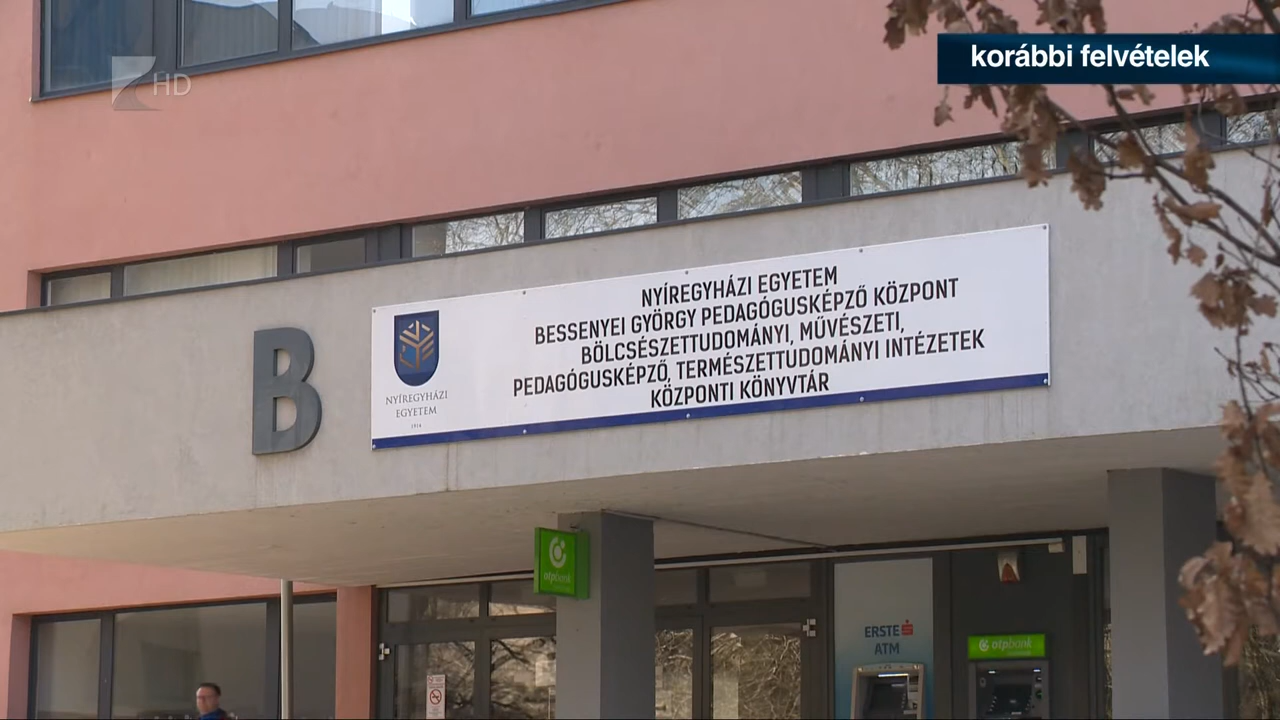 korábbi felvételek
HD
NYÍREGYHÁZI EGYETEM
BESSENYEI GYÖRGY PEDAGÓGUSKÉPZŐ KÖZPONT
BÖLCSÉSZETTUDOMÁNYI, MŰVÉSZETI,
PEDAGÓGUSKÉPZŐ, TERMÉSZETTUDOMÁNYI INTÉZETEK
KÖZPONTI KÖNYVTÁR
NYÍREGYHÁZI
EGYETEM
1914
B
otpbank
ERSTE
ATM
otpbank